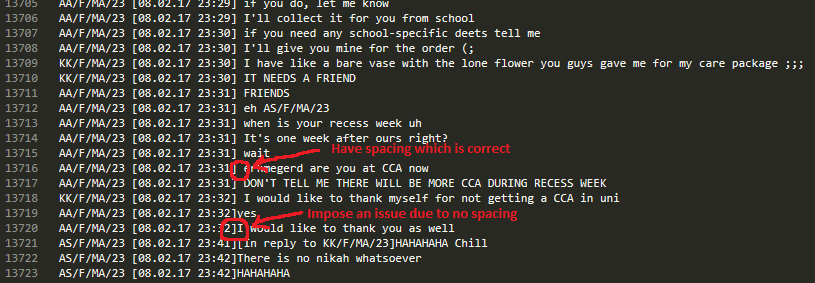 13705 AA/F/MA/23 [08.02.17 23:29] if you do, let me know
13706 AA/F/MA/23 [08.02.17 23:29] I'll collect it for you from school
13707 AA/F/MA/23 [08.02.17 23:30] if you need any school-specific deets tell me
13708 AA/F/MA/23 [08.02.17 23:30] I'll give you mine for the order (;
13709 KK/F/MA/23 [08.02.17 23:30] I have like a bare vase with the lone flower you guys gave me for my care package ;;;
13710 KK/F/MA/23 [08.02.17 23:30] IT NEEDS A FRIEND
13711 AA/F/MA/23 [08.02.17 23:31] FRIENDS
13712 AA/F/MA/23 [08.02.17 23:31] eh AS/F/MA/23
13713 AA/F/MA/23 [08.02.17 23:31] when is your recess week uh
13714 AA/F/MA/23 [08.02.17 23:31] It's one week after ours right?
13715 AA/F/MA/23 [08.02.17 23:31] wait
Have spacing which is correct
13716 AA/F/MA/23 [08.02.17 23:31] ermmegerd are you at CCA now
13717 AA/F/MA/23 [08.02.17 23:31] DON'T TELL ME THERE WILL BE MORE CCA DURING RECESS WEEK
13718 KK/F/MA/23 [08.02.17 23:32] I would like to thank myself for not getting a CCA in uni
13719 AA/F/MA/23 [08.02.17 23:32]yes
Impose an issue due to no spacing
13720 AA/F/MA/23 [08.02.17 23:32]I would like to thank you as well
13721 AS/F/MA/23 [08.02.17 23:41][In reply to KK/F/MA/23]HAHAHAHA Chill
13722 AS/F/MA/23 [08.02.17 23:42]There is no nikah whatsoever
13723 AS/F/MA/23 [08.02.17 23:42]HAHAHAHA